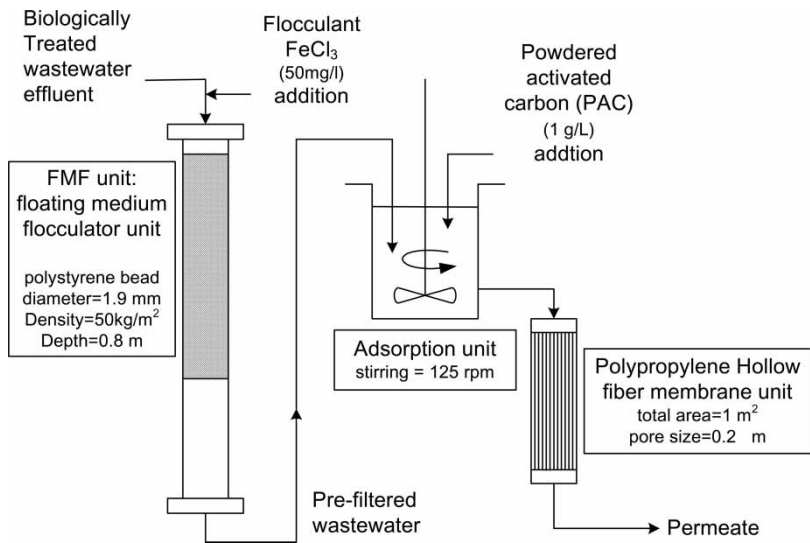 Biologically
Treated
wastewater
effluent
Flocculant
FeCl₃
(50mg/l)
addition
Powdered
activated
carbon (PAC)
(1 g/L)
addtion
FMF unit:
floating medium
flocculator unit
polystyrene bead
diameter=1.9 mm
Density=50kg/m²
Depth=0.8 m
Adsorption unit
stirring = 125 rpm
Polypropylene Hollow
fiber membrane unit
total area=1 m²
pore size=0.2 m
Pre-filtered
wastewater
Permeate